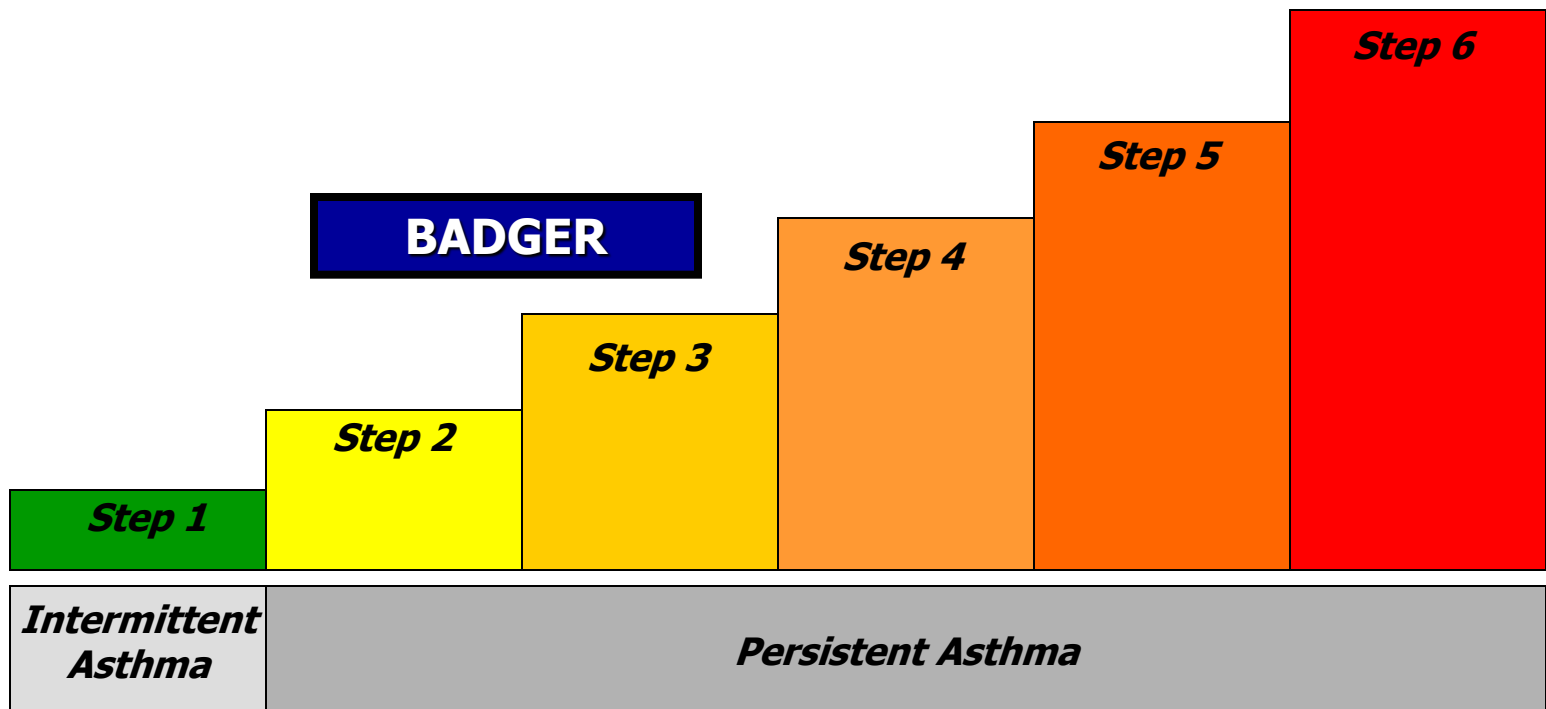 Step 6
Step 5
BADGER
Step 4
Step 3
Step 2
Step 1
Intermittent
Asthma
Persistent Asthma